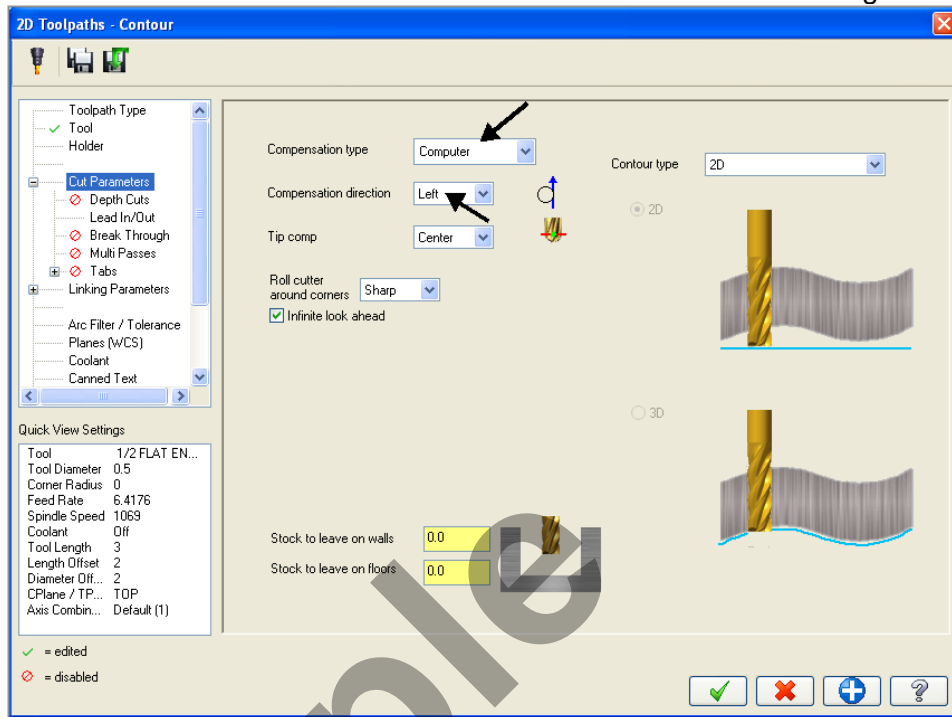 2D Toolpaths - Contour
Toolpath Type
Tool
Holder
Cut Parameters
Depth Cuts
Lead In/Out
Break Through
Multi Passes
Tabs
Linking Parameters
Arc Filter / Tolerance
Planes (WCS)
Coolant
Canned Text
Quick View Settings
Tool 1/2 FLAT EN...
Tool Diameter 0.5
Corner Radius 0
Feed Rate 6.4176
Spindle Speed 1069
Coolant Off
Tool Length 3
Length Offset 2
Diameter Off... 2
CPlane / TP... TOP
Axis Combin... Default (1)
= edited
= disabled
Compensation type Computer
Compensation direction Left
Tip comp Center
Roll cutter
around corners Sharp
Infinite look ahead
Contour type 2D
2D
3D
Stock to leave on walls 0.0
Stock to leave on floors 0.0